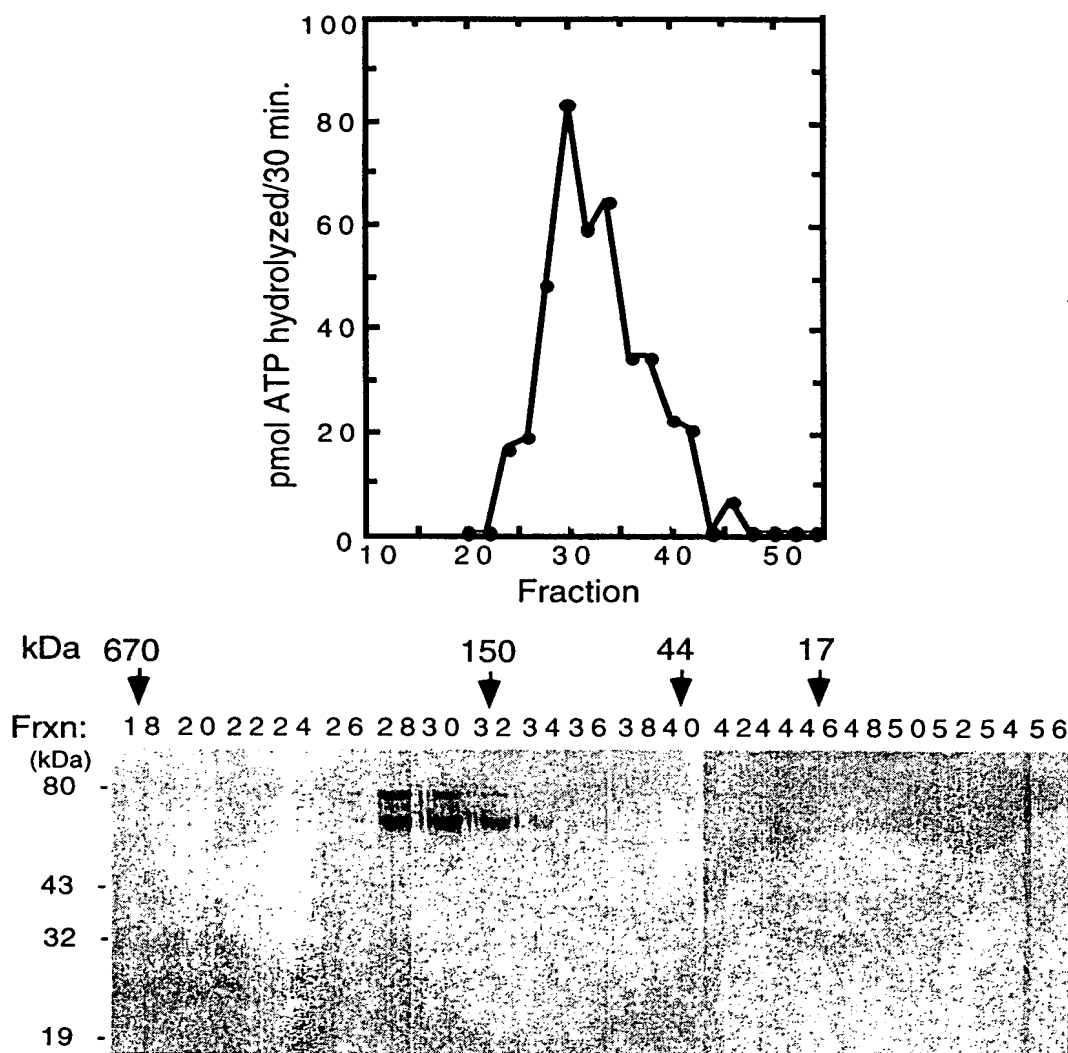 100
80
60
40
20
0
pmol ATP hydrolyzed/30 min.
10 20 30 40 50
Fraction
kDa 670 150 44 17
Frxn: 18 20 22 24 26 28 30 32 34 36 38 40 42 44 46 48 50 52 54 56
(kDa)
80 -
43 -
32 -
19 -